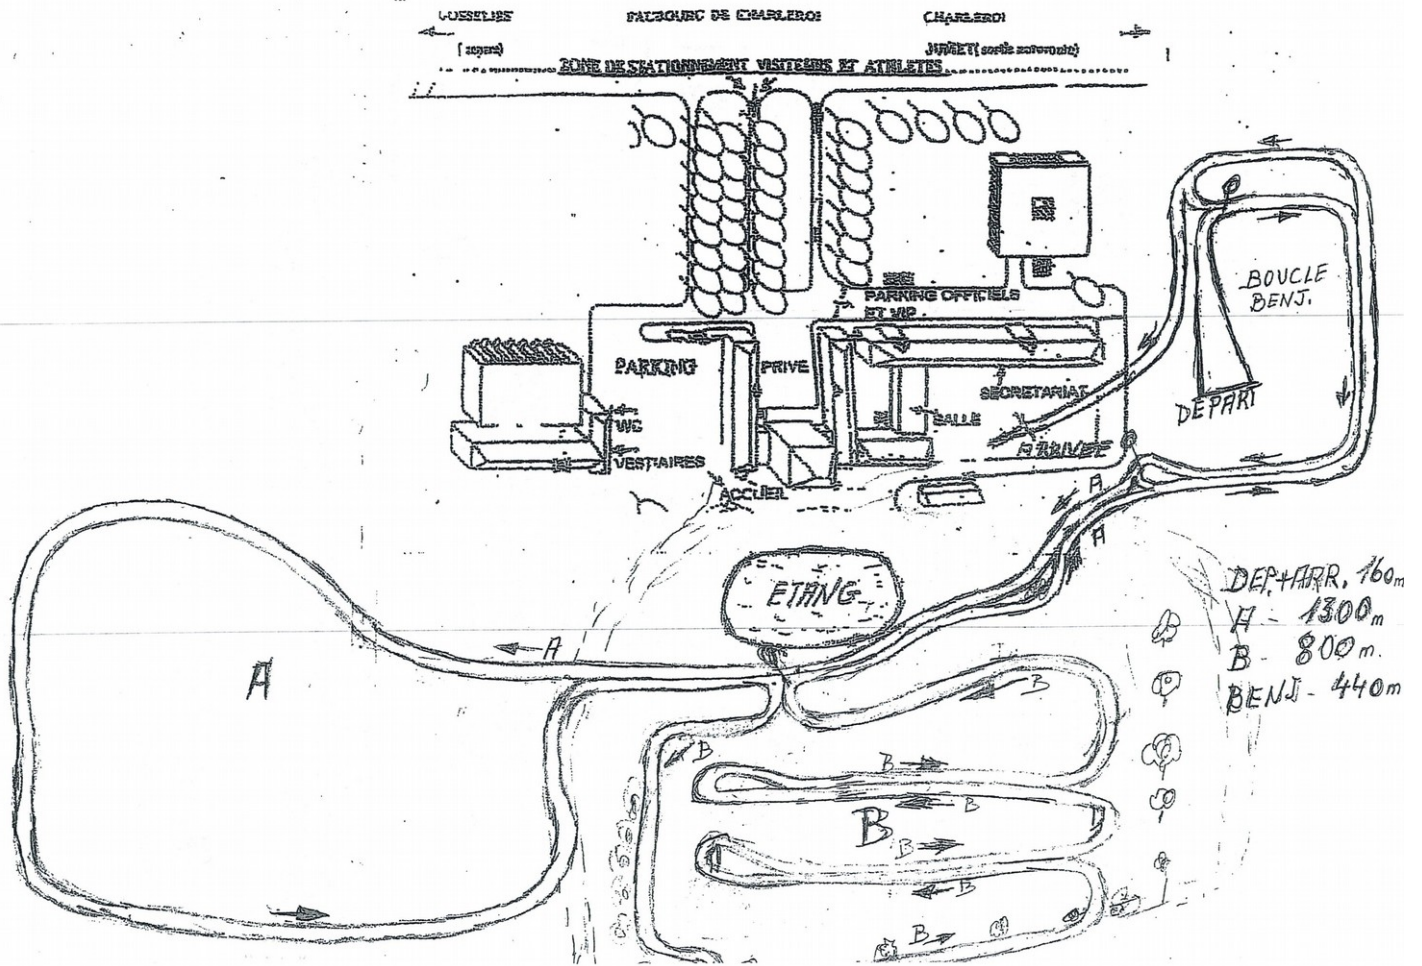 GOSSELIES
FAUBOURG DE CHARLEROI
CHARLEROI
JUMET (sortie autoroute)
ZONE DE STATIONNEMENT VISITEURS ET ATHLETES
PARKING OFFICIELS
ET VIP
BOUCLE
BENJ.
PARKING
PRIVE
SECRETARIAT
DEPART
WC
SALLE
ARRIVEE
VESTIAIRES
ACCUEIL
A
A
ETANG
DEP+ARR. 160m
A - 1300m
B - 800m.
BENJ - 440m
A
A
B
B
B
B
B
B
B
B